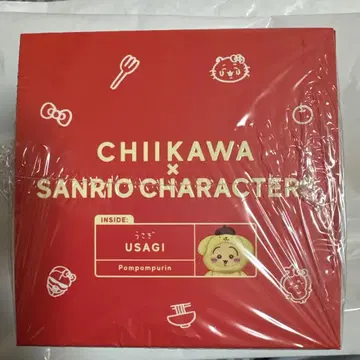 CHIIKAWA
×
SANRIO CHARACTERS
INSIDE:
うさぎ
USAGI
Pompompurin